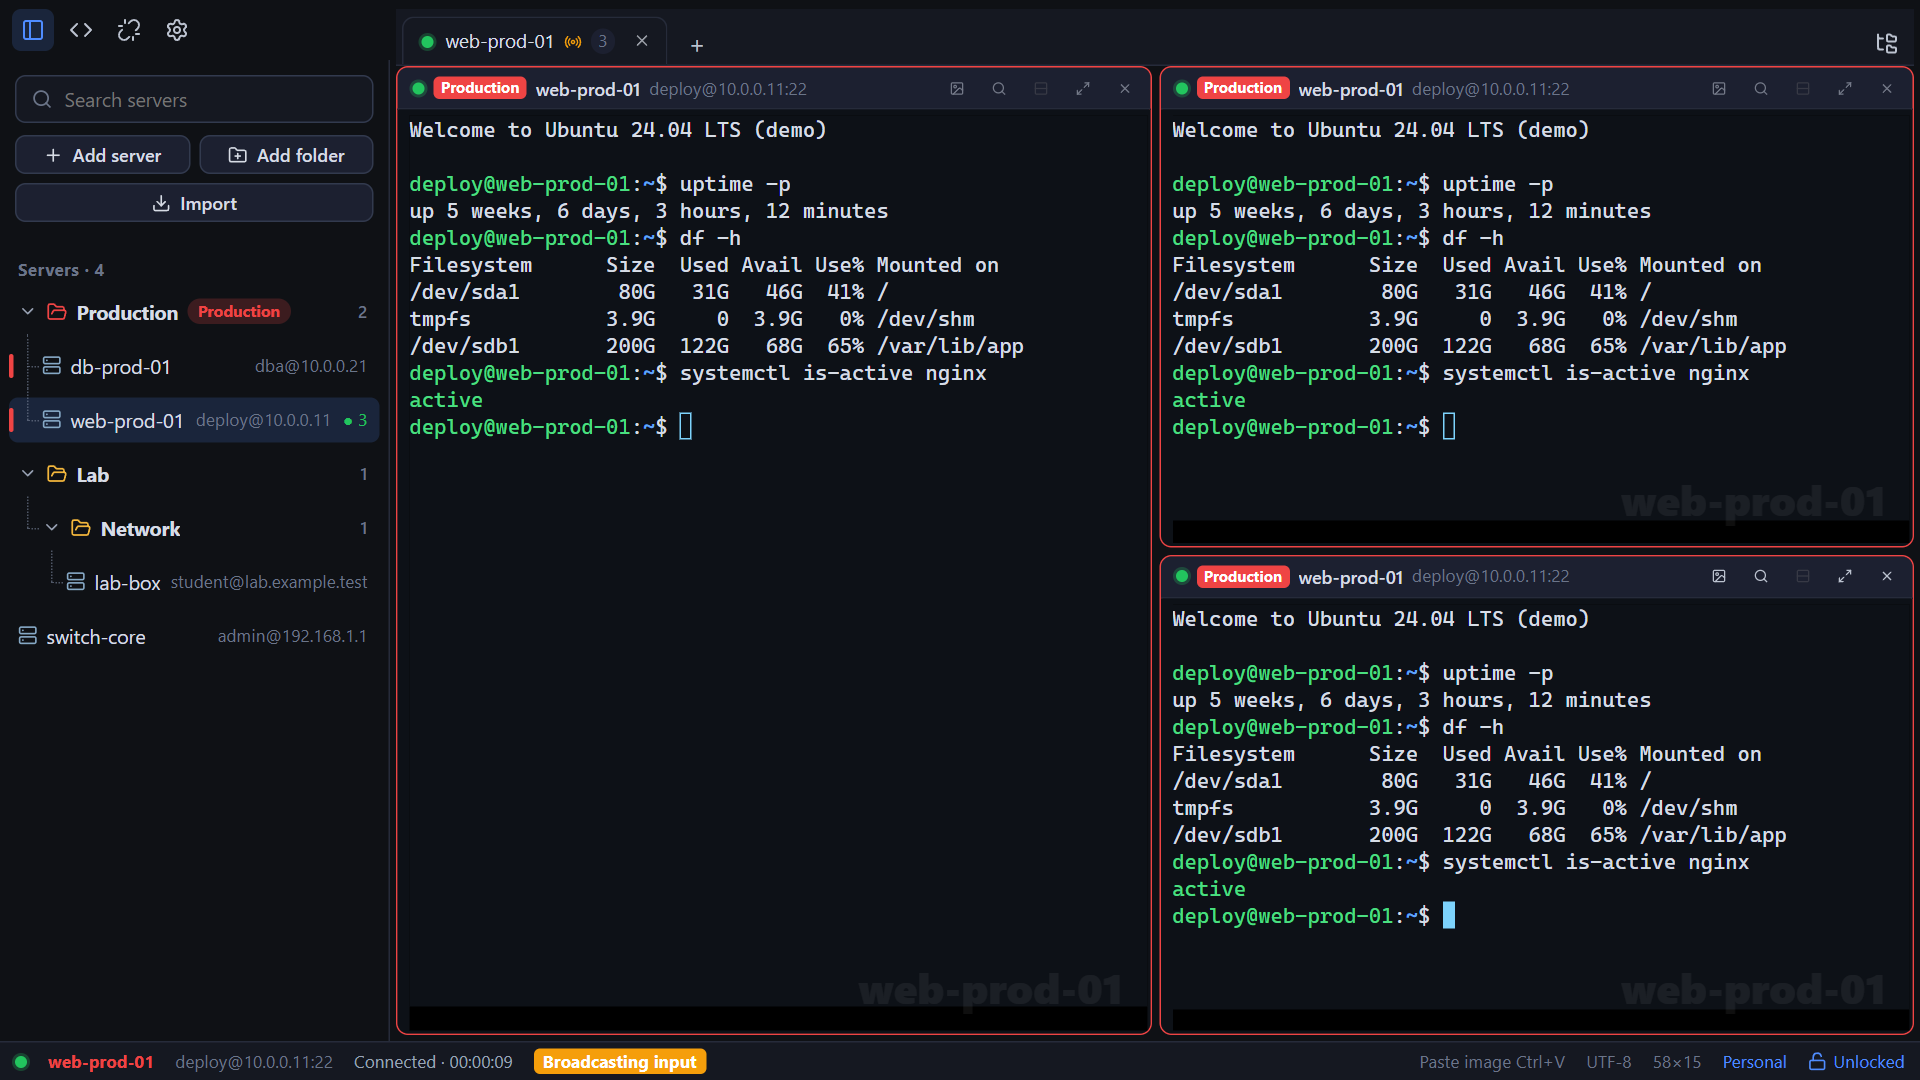 web-prod-01 3
Search servers
Add server
Add folder
Import
Servers · 4
Production Production 2
db-prod-01 dba@10.0.0.21
web-prod-01 deploy@10.0.0.11 3
Lab 1
Network 1
lab-box student@lab.example.test
switch-core admin@192.168.1.1
Production web-prod-01 deploy@10.0.0.11:22
Welcome to Ubuntu 24.04 LTS (demo)
deploy@web-prod-01:~$ uptime -p
up 5 weeks, 6 days, 3 hours, 12 minutes
deploy@web-prod-01:~$ df -h
Filesystem Size Used Avail Use% Mounted on
/dev/sda1 80G 31G 46G 41% /
tmpfs 3.9G 0 3.9G 0% /dev/shm
/dev/sdb1 200G 122G 68G 65% /var/lib/app
deploy@web-prod-01:~$ systemctl is-active nginx
active
deploy@web-prod-01:~$
web-prod-01
Production web-prod-01 deploy@10.0.0.11:22
Welcome to Ubuntu 24.04 LTS (demo)
deploy@web-prod-01:~$ uptime -p
up 5 weeks, 6 days, 3 hours, 12 minutes
deploy@web-prod-01:~$ df -h
Filesystem Size Used Avail Use% Mounted on
/dev/sda1 80G 31G 46G 41% /
tmpfs 3.9G 0 3.9G 0% /dev/shm
/dev/sdb1 200G 122G 68G 65% /var/lib/app
deploy@web-prod-01:~$ systemctl is-active nginx
active
deploy@web-prod-01:~$
web-prod-01
Production web-prod-01 deploy@10.0.0.11:22
Welcome to Ubuntu 24.04 LTS (demo)
deploy@web-prod-01:~$ uptime -p
up 5 weeks, 6 days, 3 hours, 12 minutes
deploy@web-prod-01:~$ df -h
Filesystem Size Used Avail Use% Mounted on
/dev/sda1 80G 31G 46G 41% /
tmpfs 3.9G 0 3.9G 0% /dev/shm
/dev/sdb1 200G 122G 68G 65% /var/lib/app
deploy@web-prod-01:~$ systemctl is-active nginx
active
deploy@web-prod-01:~$
web-prod-01
web-prod-01 deploy@10.0.0.11:22 Connected · 00:00:09 Broadcasting input Paste image Ctrl+V UTF-8 58×15 Personal Unlocked